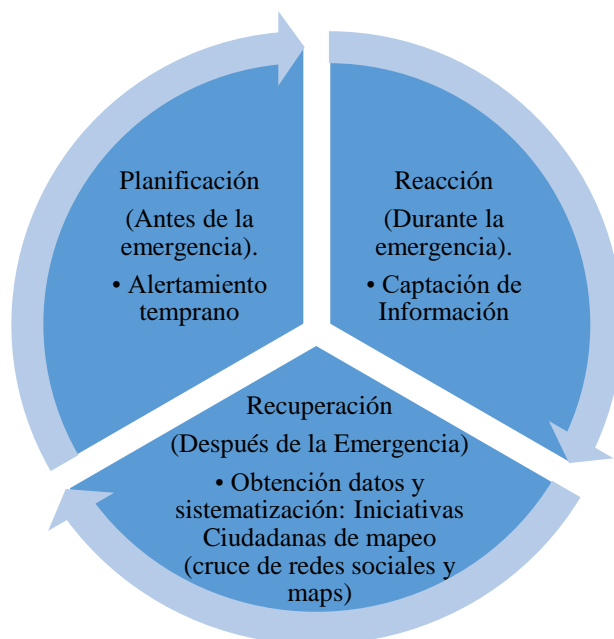 Planificación
(Antes de la
emergencia).
• Alertamiento
temprano
Reacción
(Durante la
emergencia).
• Captación de
Información
Recuperación
(Después de la Emergencia)
• Obtención datos y
sistematización: Iniciativas
Ciudadanas de mapeo
(cruce de redes sociales y
maps)